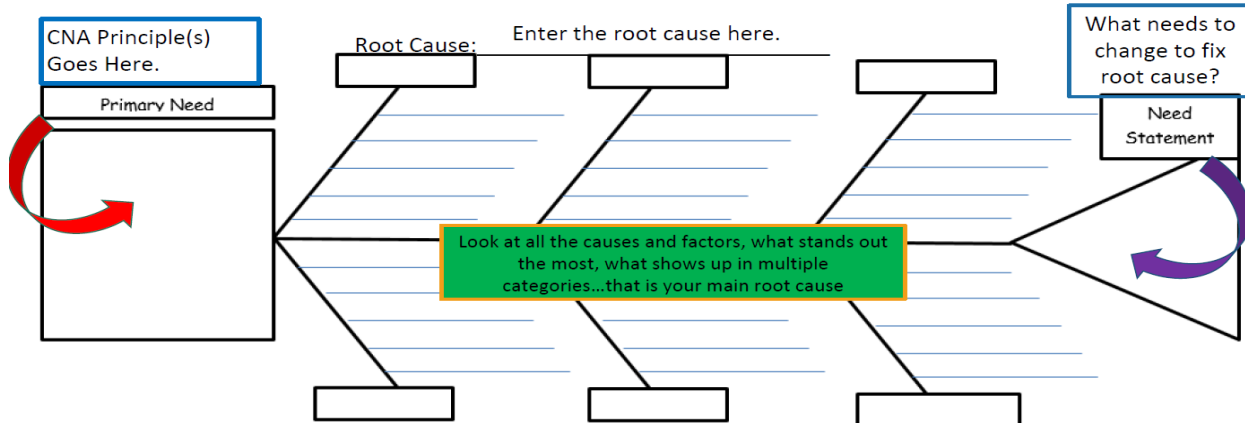 CNA Principle(s)
Goes Here.
Root Cause:
Enter the root cause here.
What needs to
change to fix
root cause?
Primary Need
Need
Statement
Look at all the causes and factors, what stands out
the most, what shows up in multiple
categories...that is your main root cause